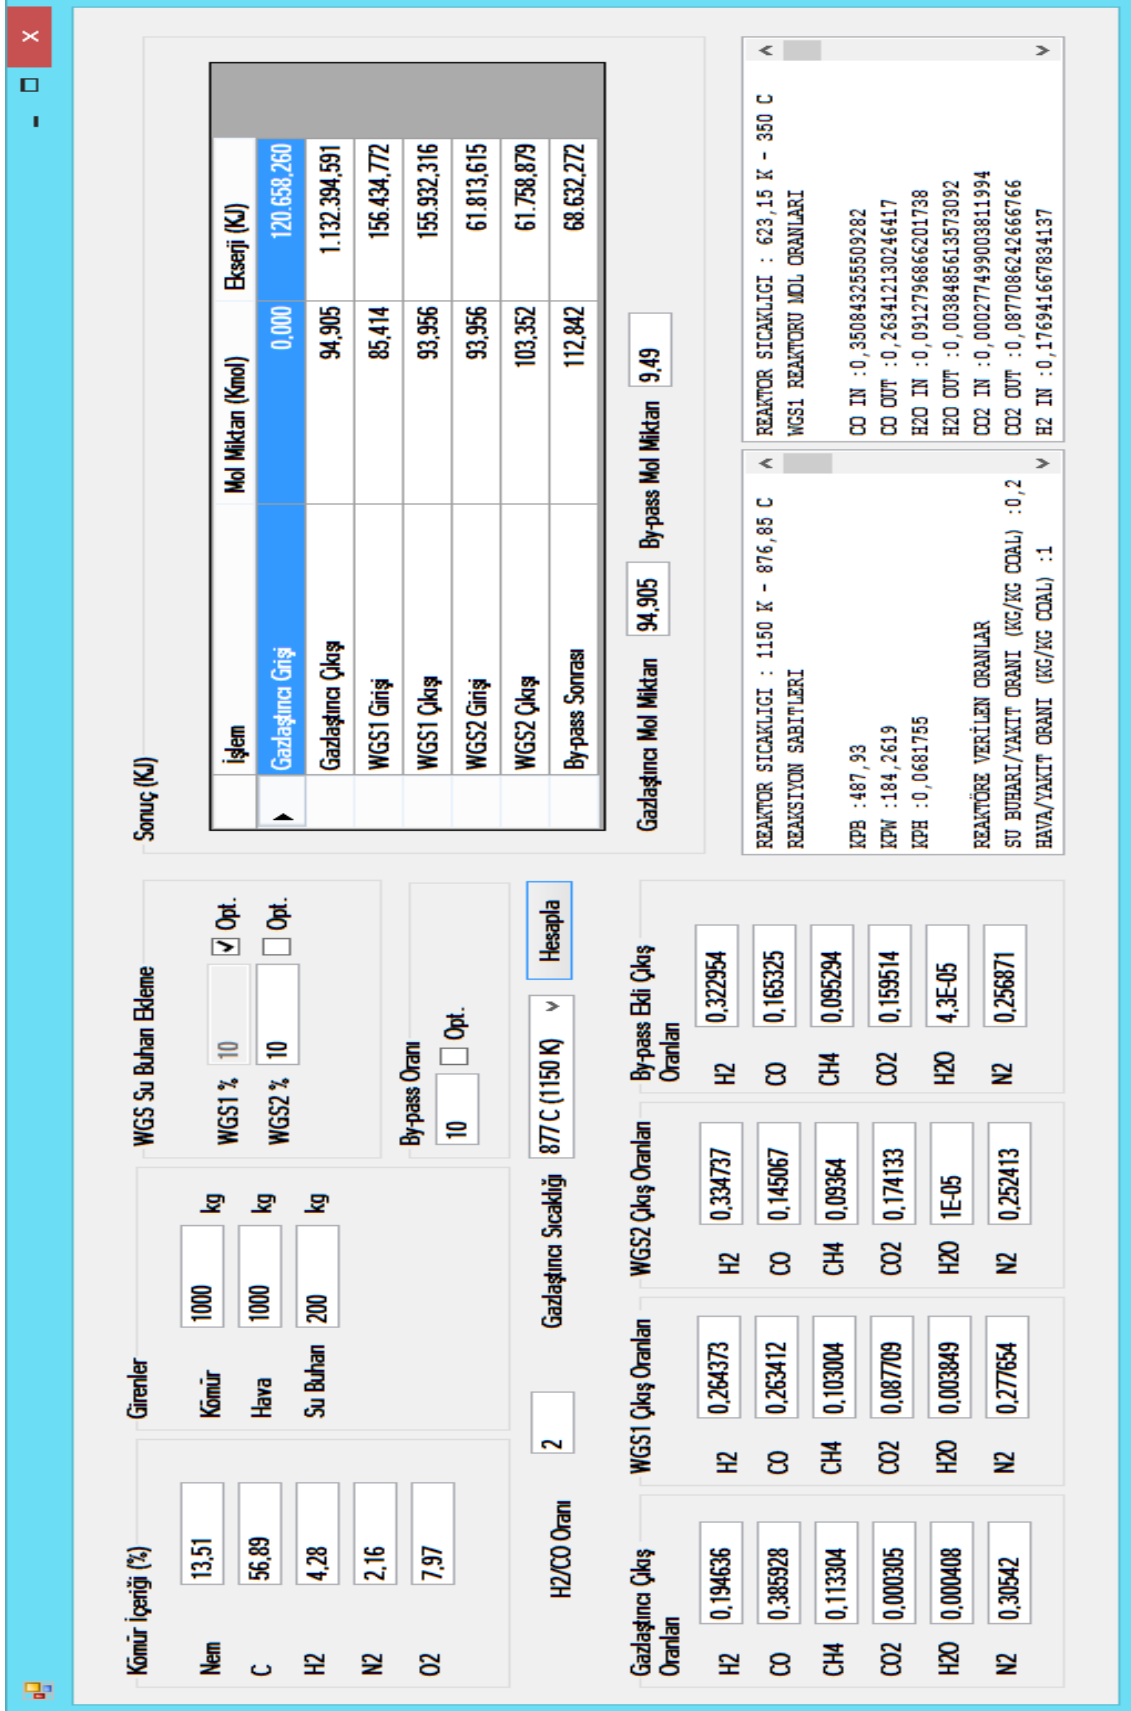 Kömür İçeriği (%)
Nem 13,51
C 56,89
H2 4,28
N2 2,16
O2 7,97
Girenler
Kömür 1000 kg
Hava 1000 kg
Su Buharı 200 kg
WGS Su Buharı Ekleme
WGS1 % 10 Opt.
WGS2 % 10 Opt.
By-pass Oranı
10 Opt.
H2/CO Oranı 2
Gazlaştırıcı Sıcaklığı 877 C (1150 K) Hesapla
Sonuç (KJ)
İşlem Mol Miktarı (Kmol) Ekserji (KJ)
Gazlaştırıcı Girişi 0,000 120.658,260
Gazlaştırıcı Çıkışı 94,905 1.132.394,591
WGS1 Girişi 85,414 156.434,772
WGS1 Çıkışı 93,956 155.932,316
WGS2 Girişi 93,956 61.813,615
WGS2 Çıkışı 103,352 61.758,879
By-pass Sonrası 112,842 68.632,272
Gazlaştırıcı Mol Miktarı 94,905 By-pass Mol Miktarı 9,49
Gazlaştırıcı Çıkış
Oranları
H2 0,194636
CO 0,385928
CH4 0,113304
CO2 0,000305
H2O 0,000408
N2 0,30542
WGS1 Çıkış Oranları
H2 0,264373
CO 0,263412
CH4 0,103004
CO2 0,087709
H2O 0,003849
N2 0,277654
WGS2 Çıkış Oranları
H2 0,334737
CO 0,145067
CH4 0,09364
CO2 0,174133
H2O 1E-05
N2 0,252413
By-pass Ekli Çıkış
Oranları
H2 0,322954
CO 0,165325
CH4 0,095294
CO2 0,159514
H2O 4,3E-05
N2 0,256871
REAKTOR SICAKLIGI : 1150 K - 876,85 C
REAKSIYON SABITLERI
KPB :487,93
KPW :184,2619
KPH :0,0681755
REAKTÖRE VERİLEN ORANLAR
SU BUHARI/YAKIT ORANI (KG/KG COAL) :0,2
HAVA/YAKIT ORANI (KG/KG COAL) :1
REAKTOR SICAKLIGI : 623,15 K - 350 C
WGS1 REAKTORU MOL ORANLARI
CO IN :0,350843255509282
CO OUT :0,263412130246417
H2O IN :0,0912796866201738
H2O OUT :0,00384856135730​92
CO2 IN :0,000277499003811994
CO2 OUT :0,0877086242666766
H2 IN :0,176941667834137